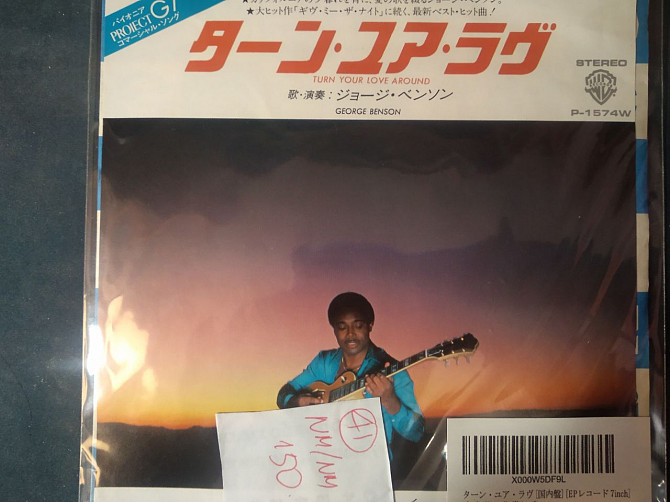 パイオニア
PROJECT G7
コマーシャル・ソング
★大ヒット作「ギヴ・ミー・ザ・ナイト」に続く、最新ベスト・ヒット曲!
ターン・ユア・ラヴ
TURN YOUR LOVE AROUND
歌・演奏:ジョージ・ベンソン
GEORGE BENSON
STEREO
P-1574W
41
NM/NM
150
X000W5DF9L
ターン・ユア・ラヴ [国内盤] [EPレコード 7inch]